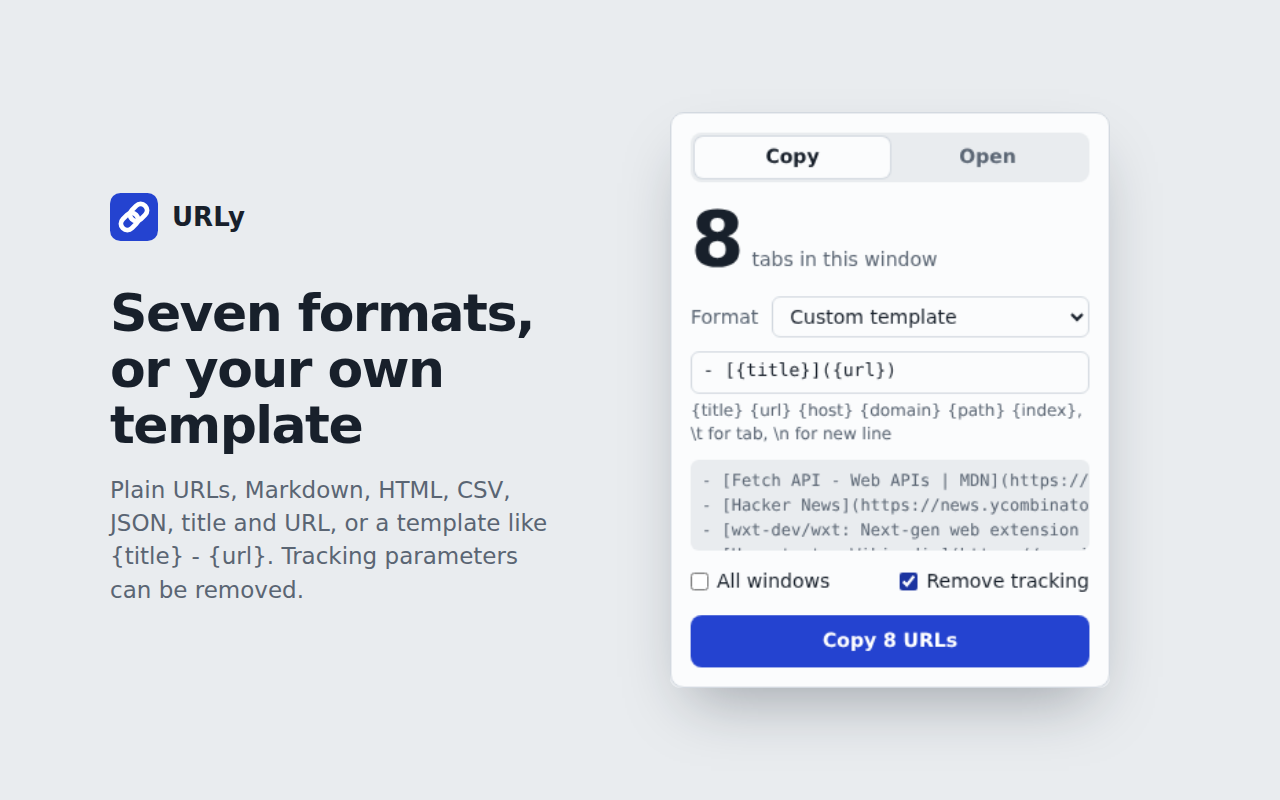 URLy
Seven formats,
or your own
template
Plain URLs, Markdown, HTML, CSV,
JSON, title and URL, or a template like
{title} - {url}. Tracking parameters
can be removed.
Copy Open
8 tabs in this window
Format Custom template
- [{title}]({url})
{title} {url} {host} {domain} {path} {index},
\t for tab, \n for new line
- [Fetch API - Web APIs | MDN](https://
- [Hacker News](https://news.ycombinato
- [wxt-dev/wxt: Next-gen web extension
All windows Remove tracking
Copy 8 URLs